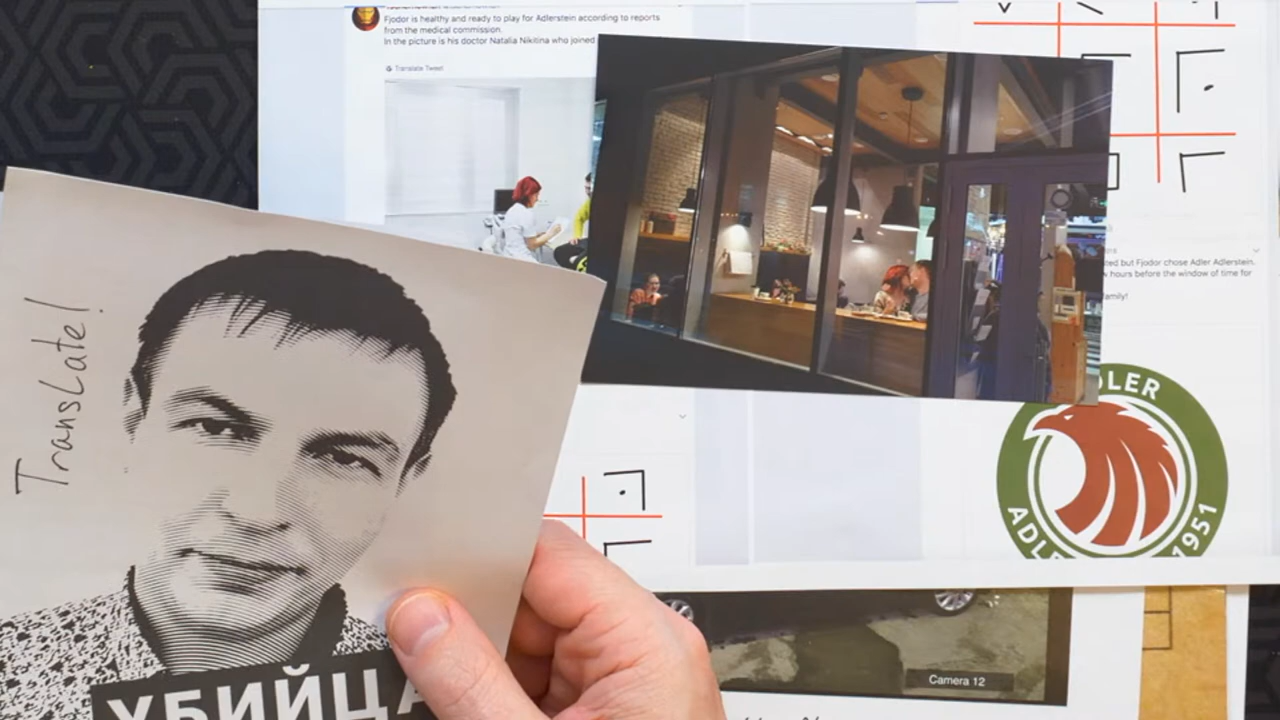 Fjodor is healthy and ready to play for Adlerstein according to reports
from the medical commission.
In the picture is his doctor Natalia Nikitina who joined
Translate Tweet
but Fjodor chose Adler Adlerstein.
hours before the window of time for
family!
Translate!
УБИЙЦА
ADLER
1951
Camera 12